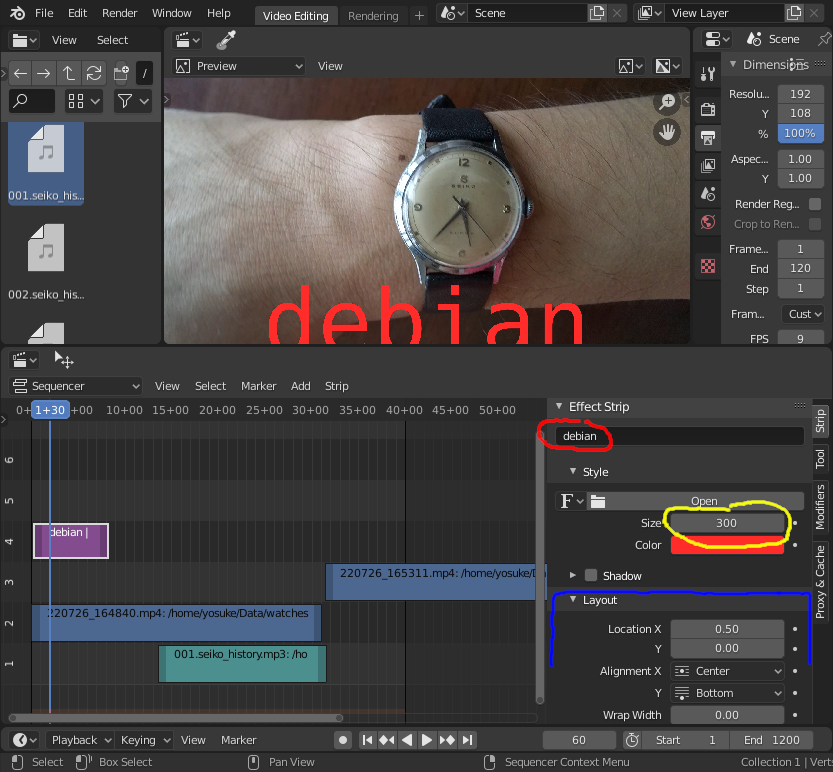 File Edit Render Window Help Video Editing Rendering + Scene View Layer
View Select
Scene
Preview View
Dimensions
/
Resolu... 192
Y 108
% 100%
001.seiko_his...
Aspec... 1.00
Y 1.00
Render Reg...
Crop to Ren...
12
SEIKO
9
Frame... 1
End 120
Step 1
002.seiko_his...
Fram... Cust
FPS 9
debian
Sequencer View Select Marker Add Strip
0+ 1+30 +00 10+00 15+00 20+00 25+00 30+00 35+00 40+00 45+00 50+00
6
5
4
3
2
1
debian |
220726_165311.mp4: /home/yosuke/D
220726_164840.mp4: /home/yosuke/Data/watches
001.seiko_history.mp3: /ho
Effect Strip
debian
Style
F Open
Size 300
Color
Shadow
Layout
Location X 0.50
Y 0.00
Alignment X Center
Y Bottom
Wrap Width 0.00
Strip
Tool
Modifiers
Proxy & Cache
Playback Keying View Marker 60 Start 1 End 1200
Select Box Select Pan View Sequencer Context Menu Collection 1 | Verts